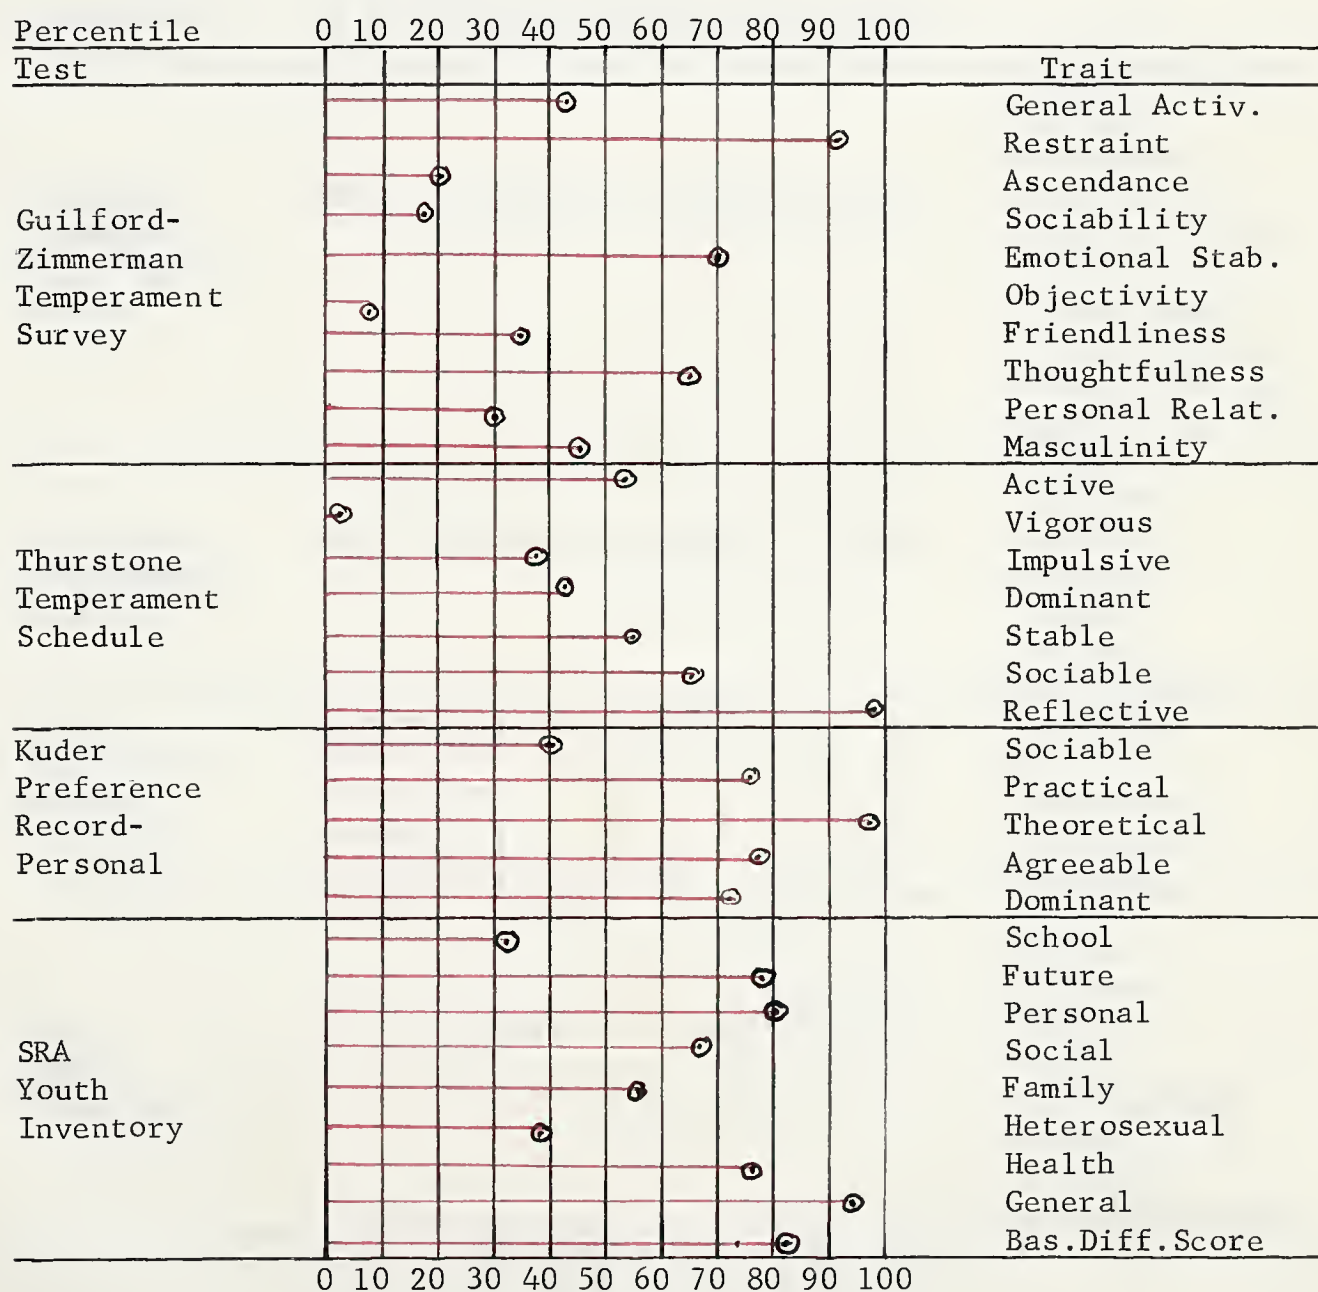 Percentile 0 10 20 30 40 50 60 70 80 90 100
Test Trait
General Activ.
Restraint
Ascendance
Guilford- Sociability
Zimmerman Emotional Stab.
Temperament Objectivity
Survey Friendliness
Thoughtfulness
Personal Relat.
Masculinity
Active
Vigorous
Thurstone Impulsive
Temperament Dominant
Schedule Stable
Sociable
Reflective
Kuder Sociable
Preference Practical
Record- Theoretical
Personal Agreeable
Dominant
School
Future
Personal
SRA Social
Youth Family
Inventory Heterosexual
Health
General
Bas.Diff.Score
0 10 20 30 40 50 60 70 80 90 100